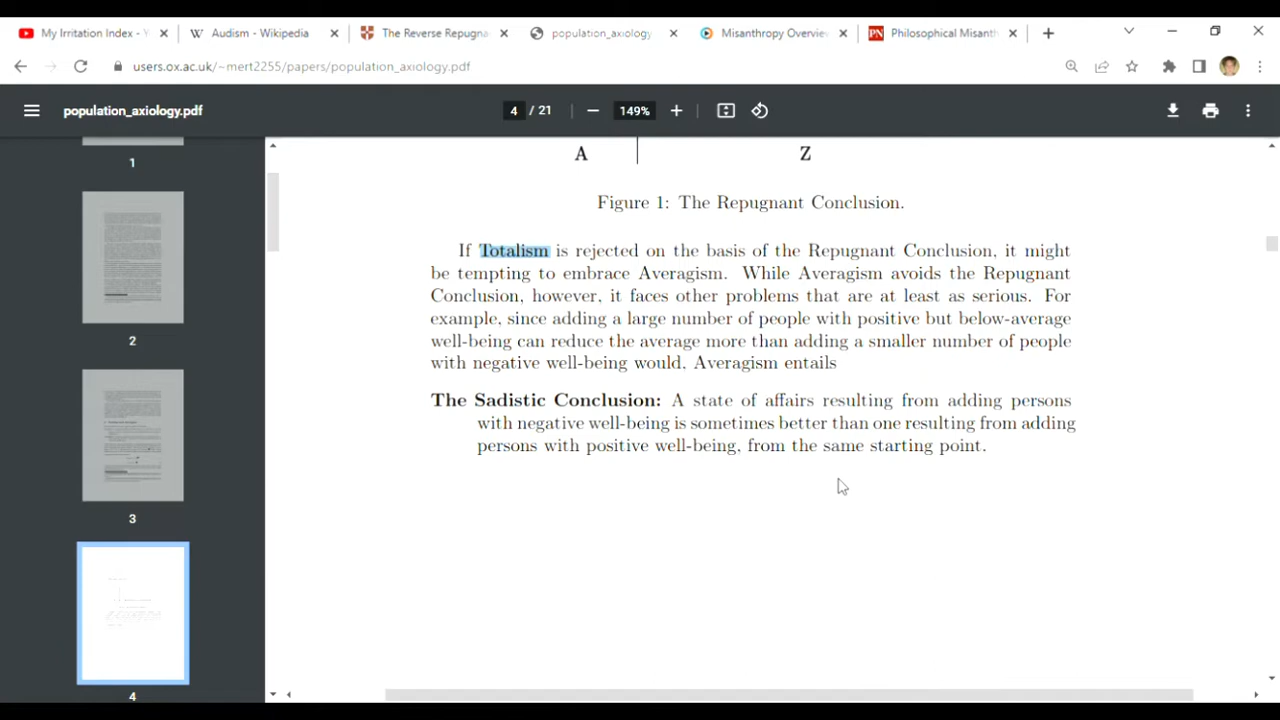 My Irritation Index - Y
Audism - Wikipedia
The Reverse Repugna
population_axiology
Misanthropy Overvie
Philosophical Misanth
users.ox.ac.uk/~mert2255/papers/population_axiology.pdf
population_axiology.pdf
4 / 21
149%
1
2
3
4
A
Z
Figure 1: The Repugnant Conclusion.
If Totalism is rejected on the basis of the Repugnant Conclusion, it might
be tempting to embrace Averagism. While Averagism avoids the Repugnant
Conclusion, however, it faces other problems that are at least as serious. For
example, since adding a large number of people with positive but below-average
well-being can reduce the average more than adding a smaller number of people
with negative well-being would, Averagism entails
The Sadistic Conclusion: A state of affairs resulting from adding persons
with negative well-being is sometimes better than one resulting from adding
persons with positive well-being, from the same starting point.